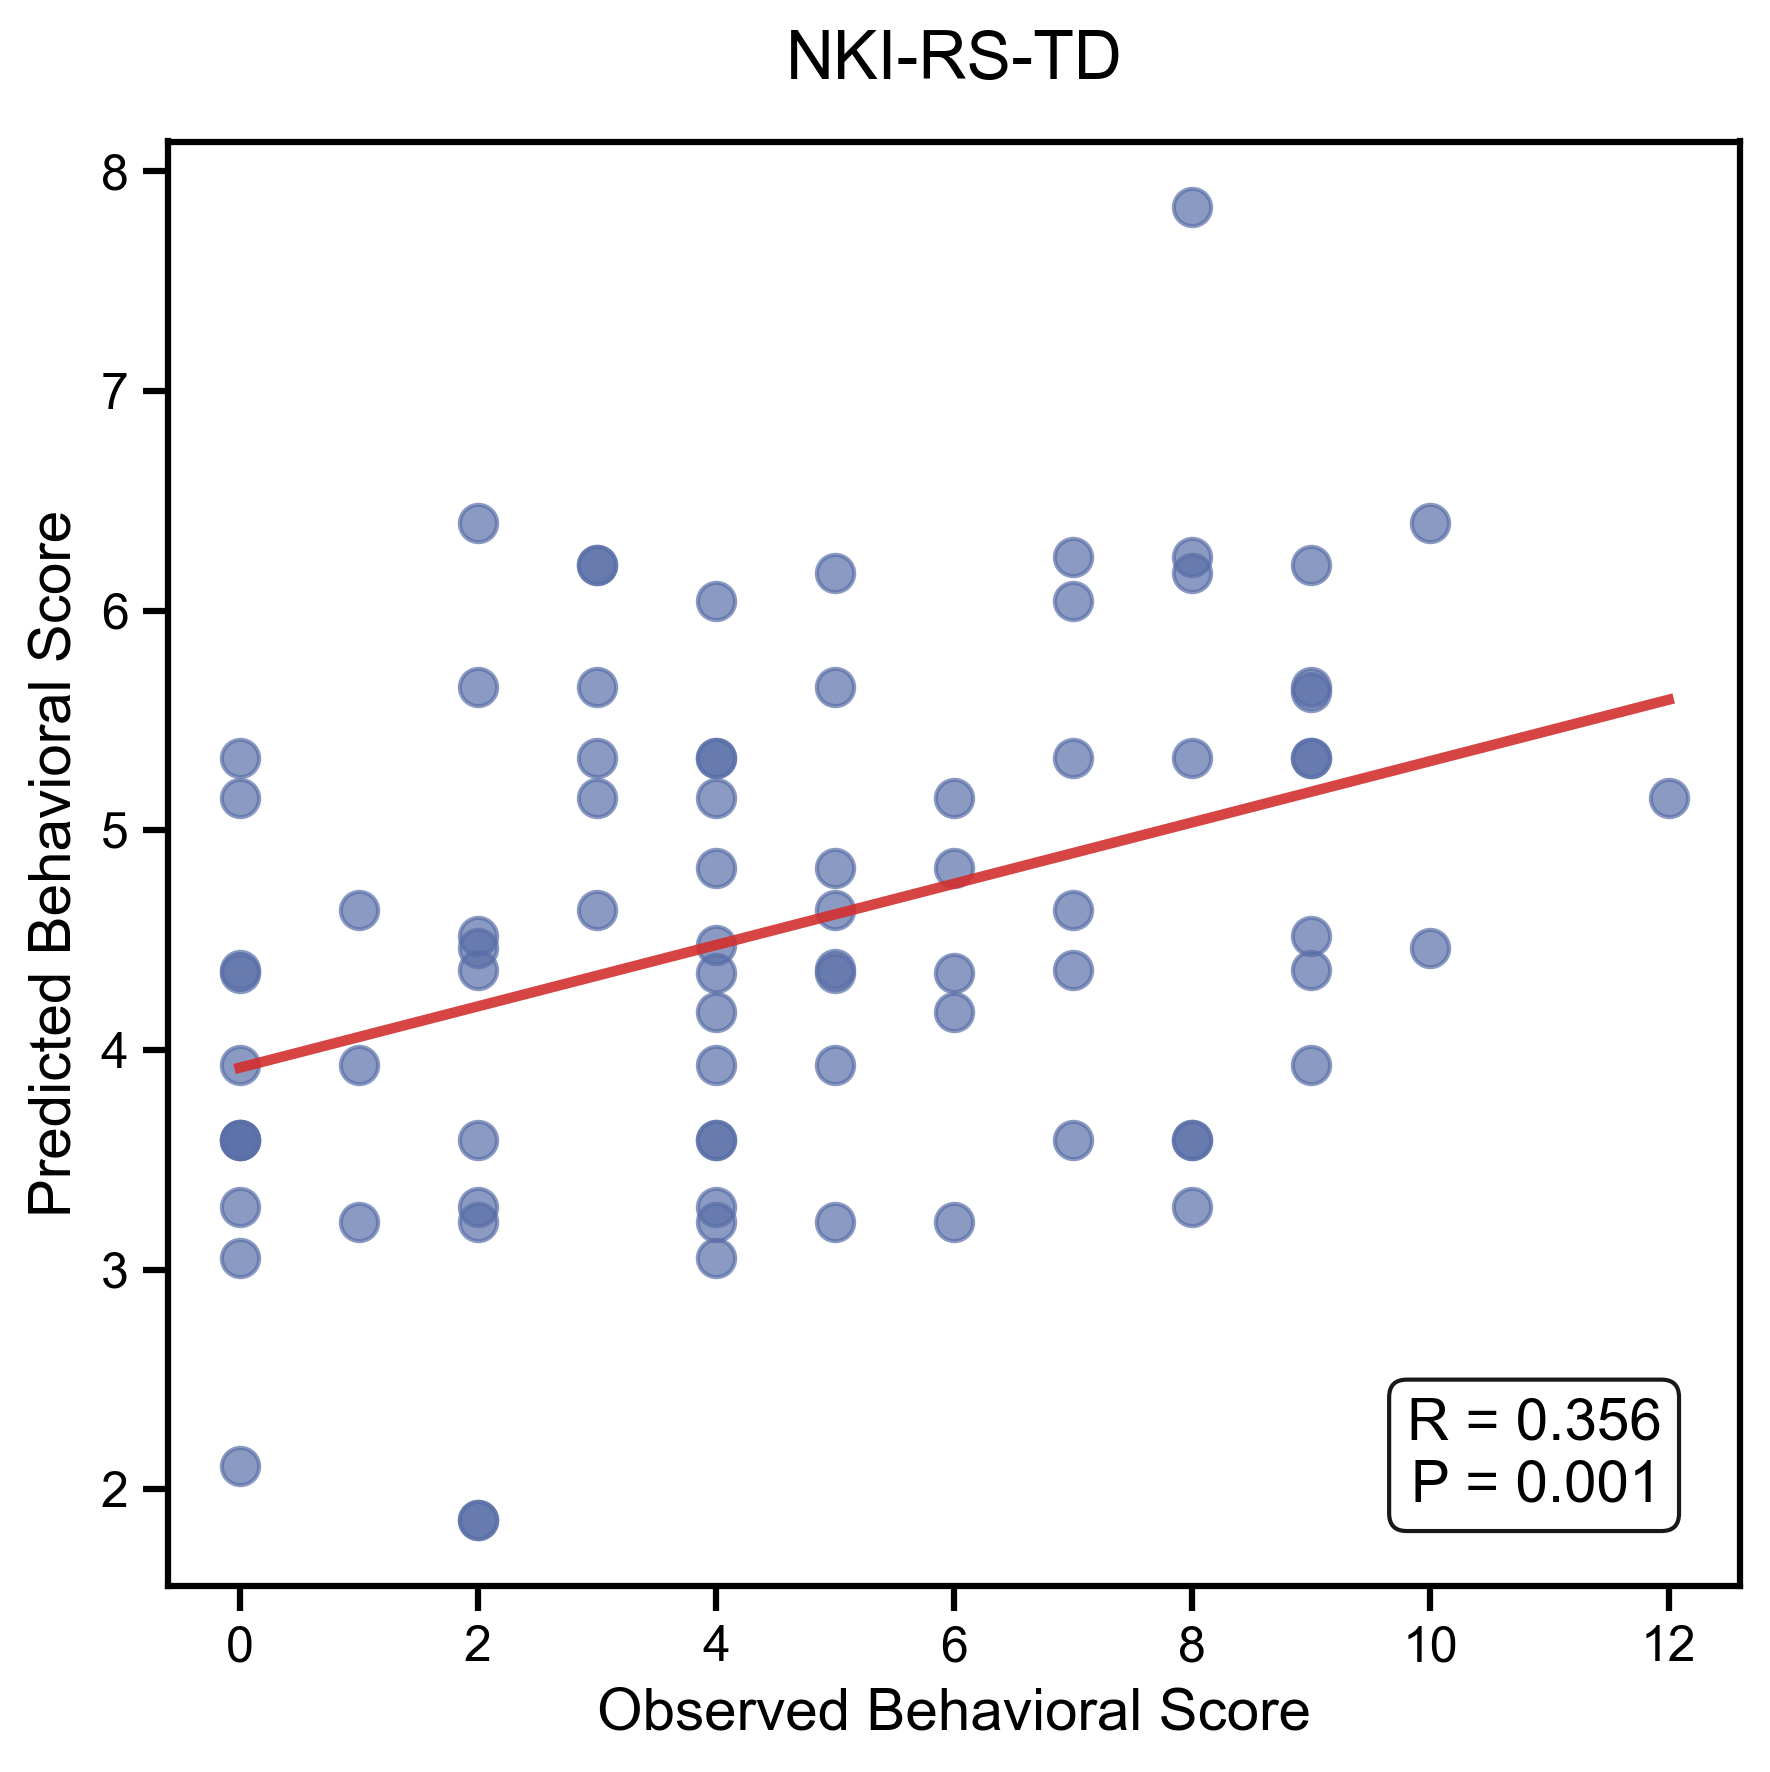 NKI-RS-TD
8
7
6
5
4
3
2
Predicted Behavioral Score
R = 0.356
P = 0.001
0 2 4 6 8 10 12
Observed Behavioral Score